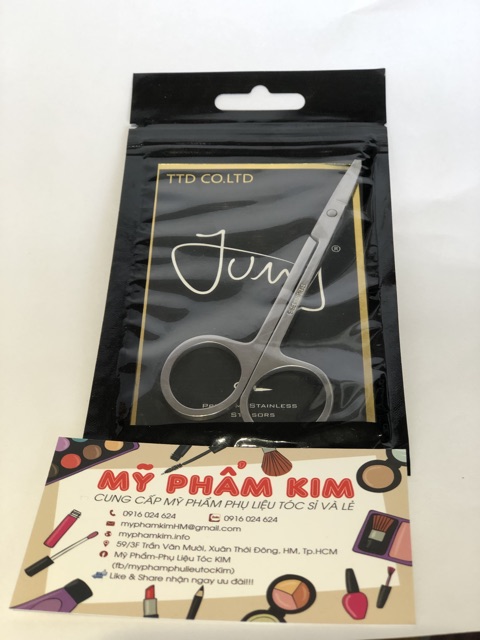 TTD CO.LTD
Juny®
STAINLESS
SCISSORS
MỸ PHẨM KIM
CUNG CẤP MỸ PHẨM PHỤ LIỆU TÓC SỈ VÀ LẺ
0916 024 624 0916 024 624
myphamkimHM@gmail.com
myphamkim.info
59/3F Trần Văn Mười, Xuân Thới Đông, HM, Tp.HCM
Mỹ Phẩm-Phụ Liệu Tóc KIM
(fb/myphamphulieutocKim)
Like & Share nhận ngay ưu đãi!!!